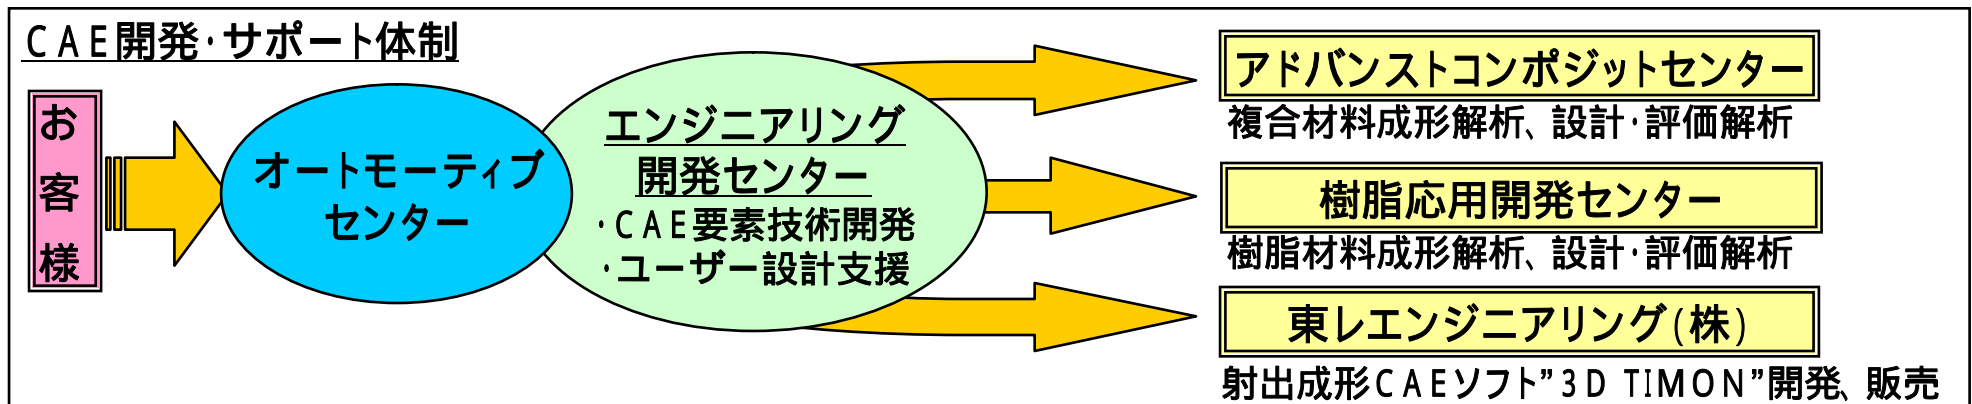 CAE開発・サポート体制
お客様
オートモーティブ
センター
エンジニアリング
開発センター
・CAE要素技術開発
・ユーザー設計支援
アドバンストコンポジットセンター
複合材料成形解析、設計・評価解析
樹脂応用開発センター
樹脂材料成形解析、設計・評価解析
東レエンジニアリング(株)
射出成形CAEソフト”3D TIMON”開発、販売